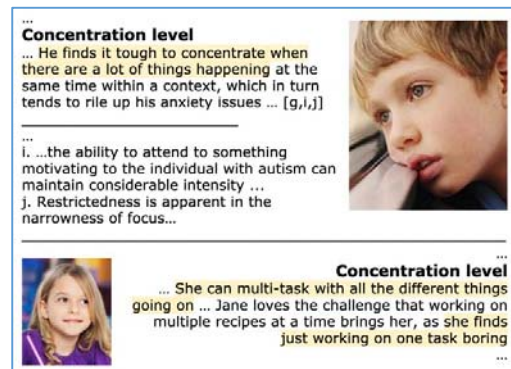 ...
Concentration level
... He finds it tough to concentrate when
there are a lot of things happening at the
same time within a context, which in turn
tends to rile up his anxiety issues ... [g,i,j]
...
i. ...the ability to attend to something
motivating to the individual with autism can
maintain considerable intensity ...
j. Restrictedness is apparent in the
narrowness of focus...
...
Concentration level
... She can multi-task with all the different things
going on ... Jane loves the challenge that working on
multiple recipes at a time brings her, as she finds
just working on one task boring
...